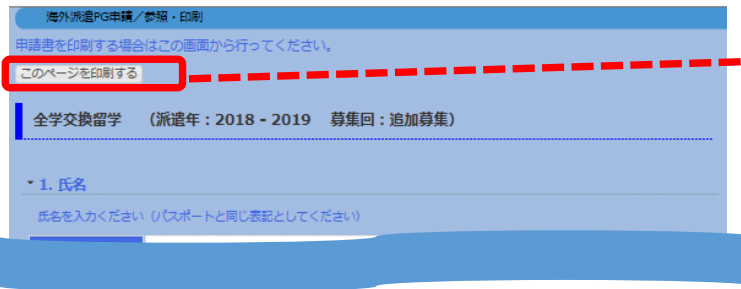 海外派遣PG申請／参照・印刷
申請書を印刷する場合はこの画面から行ってください。
このページを印刷する
全学交換留学　（派遣年：2018 - 2019　募集回：追加募集）
1. 氏名
氏名を入力ください（パスポートと同じ表記としてください）